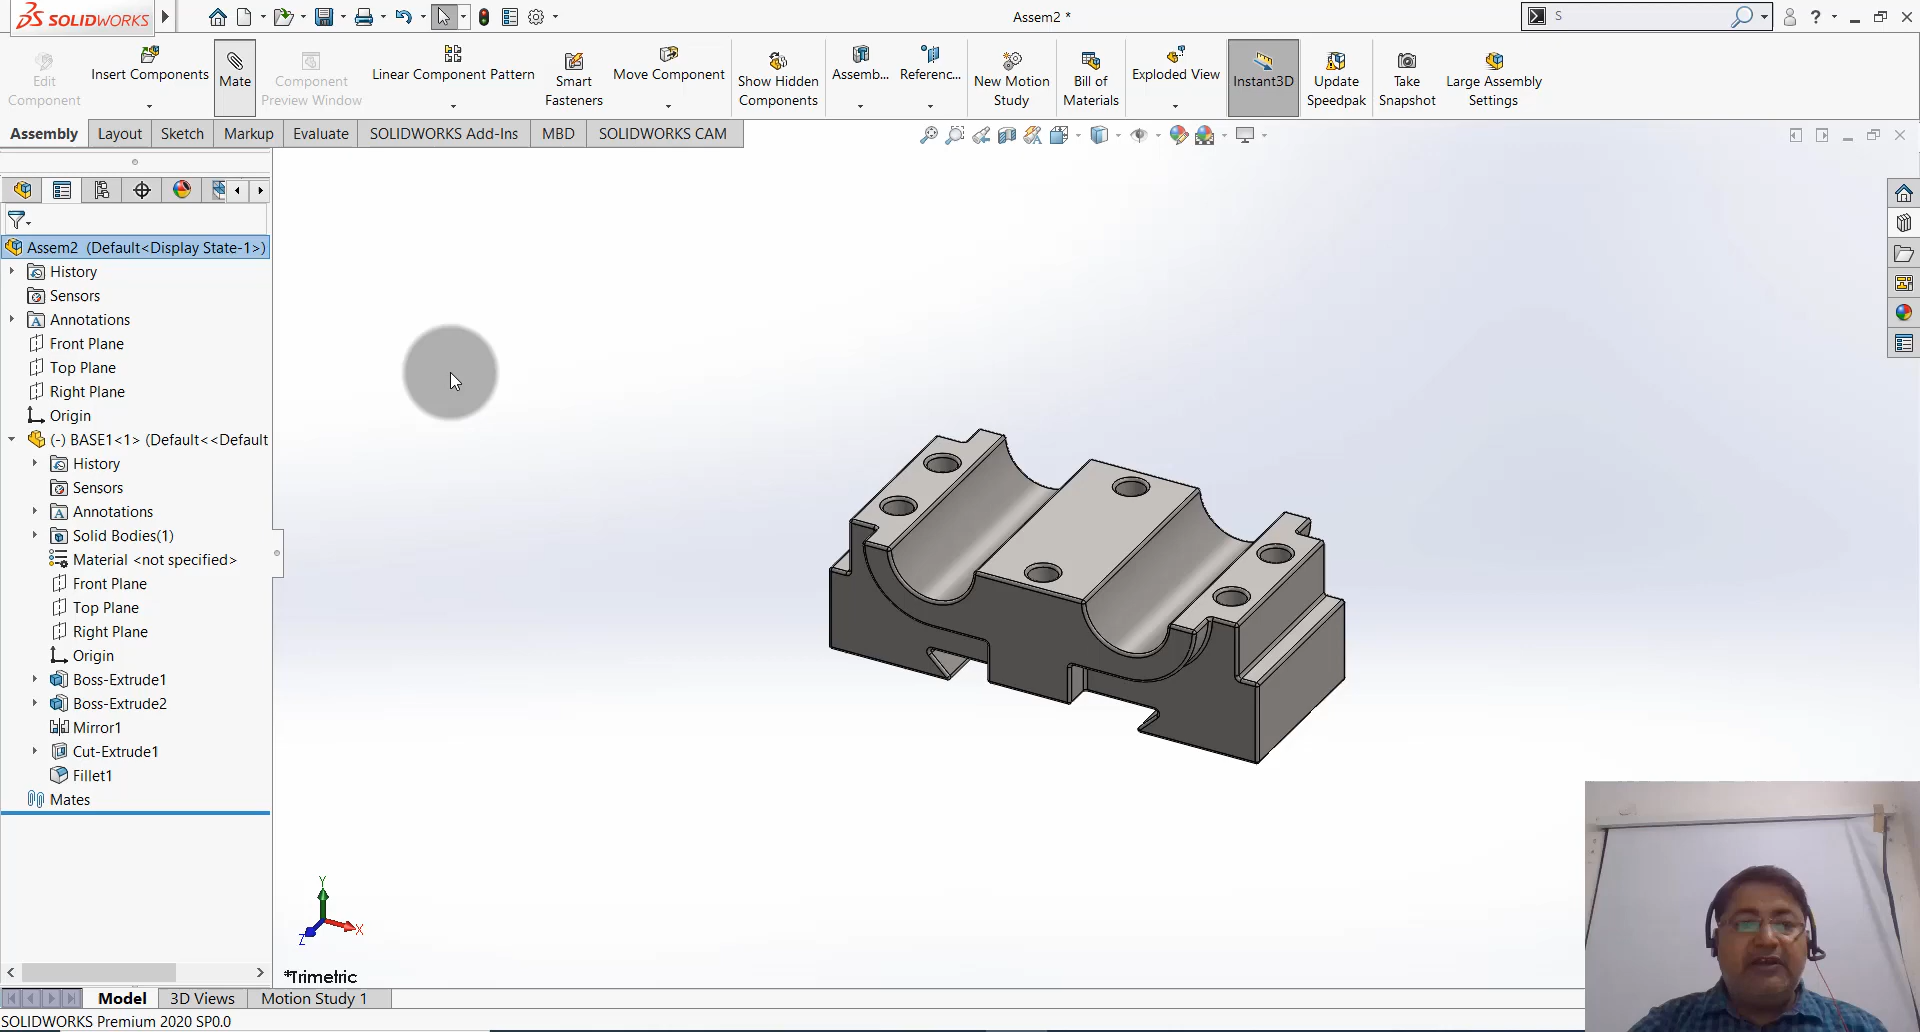 SOLIDWORKS
Assem2 *
S
Edit Component
Insert Components
Mate
Component Preview Window
Linear Component Pattern
Smart Fasteners
Move Component
Show Hidden Components
Assemb...
Referenc...
New Motion Study
Bill of Materials
Exploded View
Instant3D
Update Speedpak
Take Snapshot
Large Assembly Settings
Assembly
Layout
Sketch
Markup
Evaluate
SOLIDWORKS Add-Ins
MBD
SOLIDWORKS CAM
Assem2 (Default<Display State-1>)
History
Sensors
Annotations
Front Plane
Top Plane
Right Plane
Origin
(-) BASE1<1> (Default<<Default
History
Sensors
Annotations
Solid Bodies(1)
Material <not specified>
Front Plane
Top Plane
Right Plane
Origin
Boss-Extrude1
Boss-Extrude2
Mirror1
Cut-Extrude1
Fillet1
Mates
Y
X
Z
*Trimetric
Model
3D Views
Motion Study 1
SOLIDWORKS Premium 2020 SP0.0